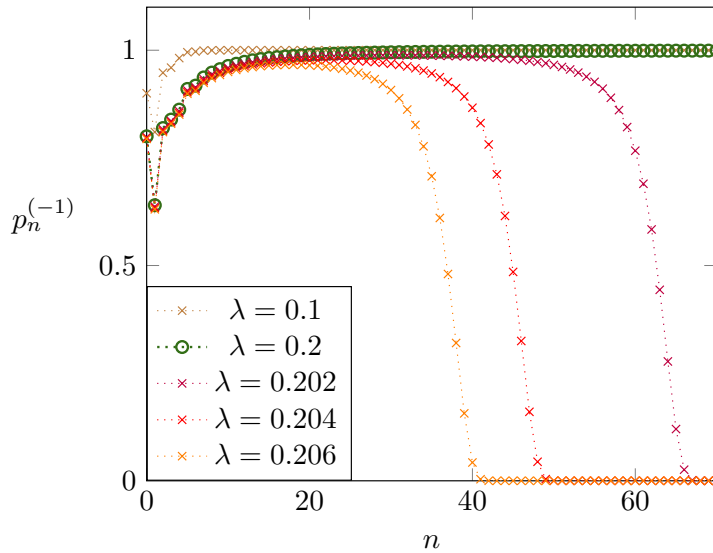 1
0.5
0
p_n^{(-1)}
λ = 0.1
λ = 0.2
λ = 0.202
λ = 0.204
λ = 0.206
0 20 40 60
n